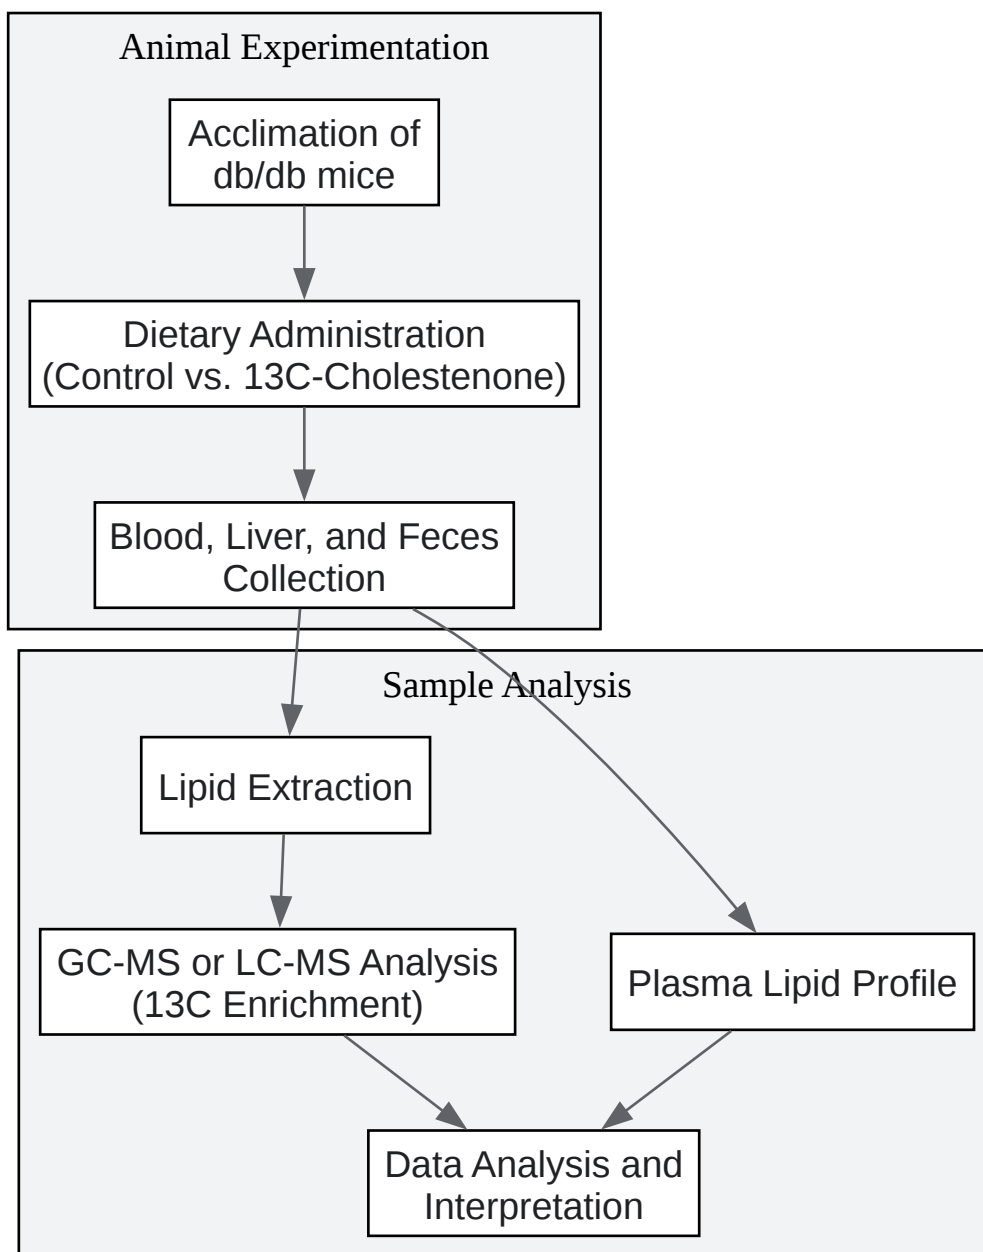 Animal Experimentation
Acclimation of
db/db mice
Dietary Administration
(Control vs. 13C-Cholestenone)
Blood, Liver, and Feces
Collection
Sample Analysis
Lipid Extraction
GC-MS or LC-MS Analysis
(13C Enrichment)
Plasma Lipid Profile
Data Analysis and
Interpretation